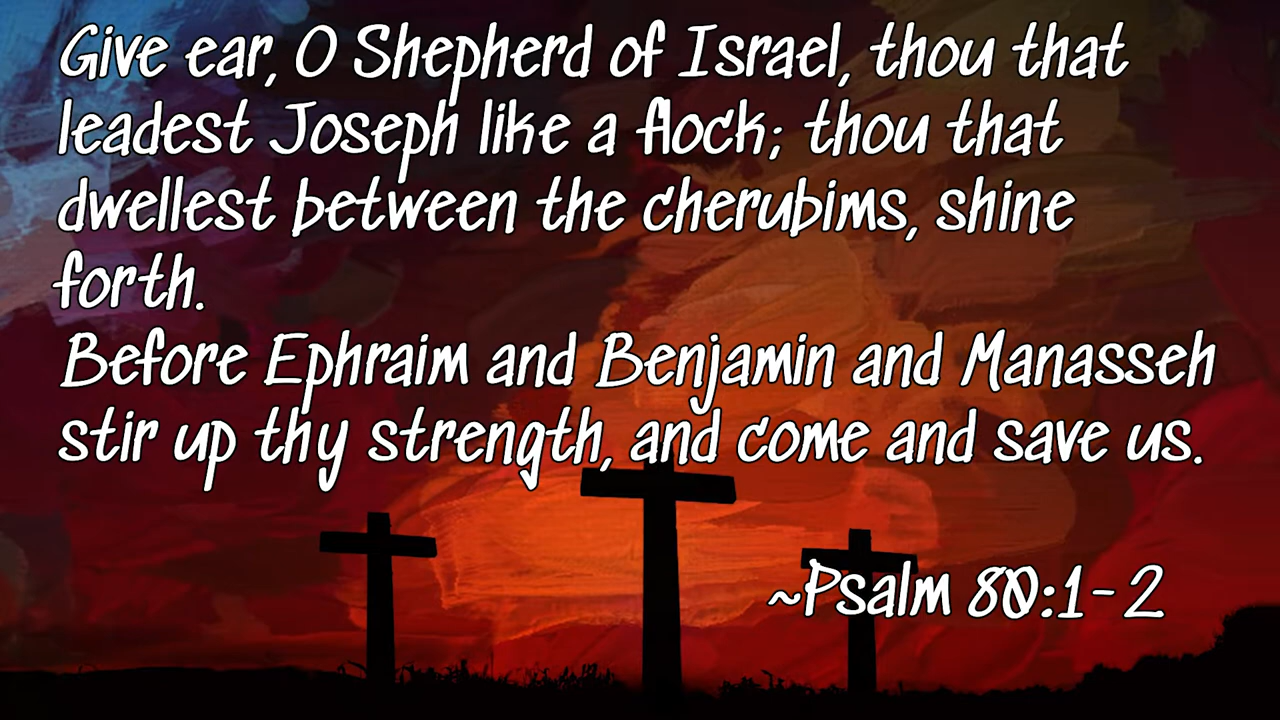 Give ear, O Shepherd of Israel, thou that
leadest Joseph like a flock; thou that
dwellest between the cherubims, shine
forth.
Before Ephraim and Benjamin and Manasseh
stir up thy strength, and come and save us.
~Psalm 80:1-2